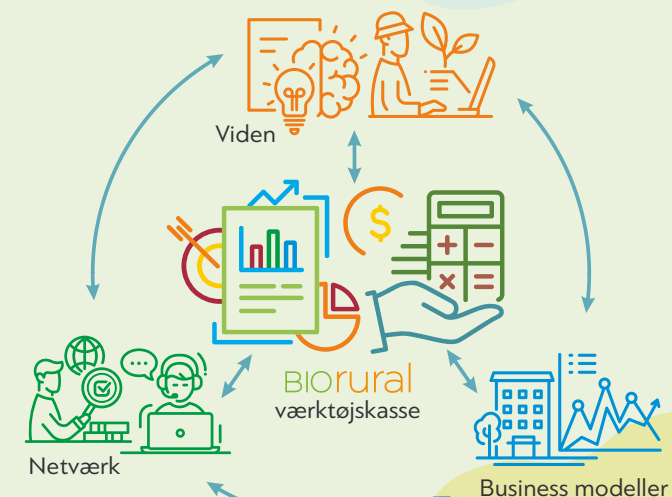 Viden
$
BIOrural
værktøjskasse
Netværk
Business modeller